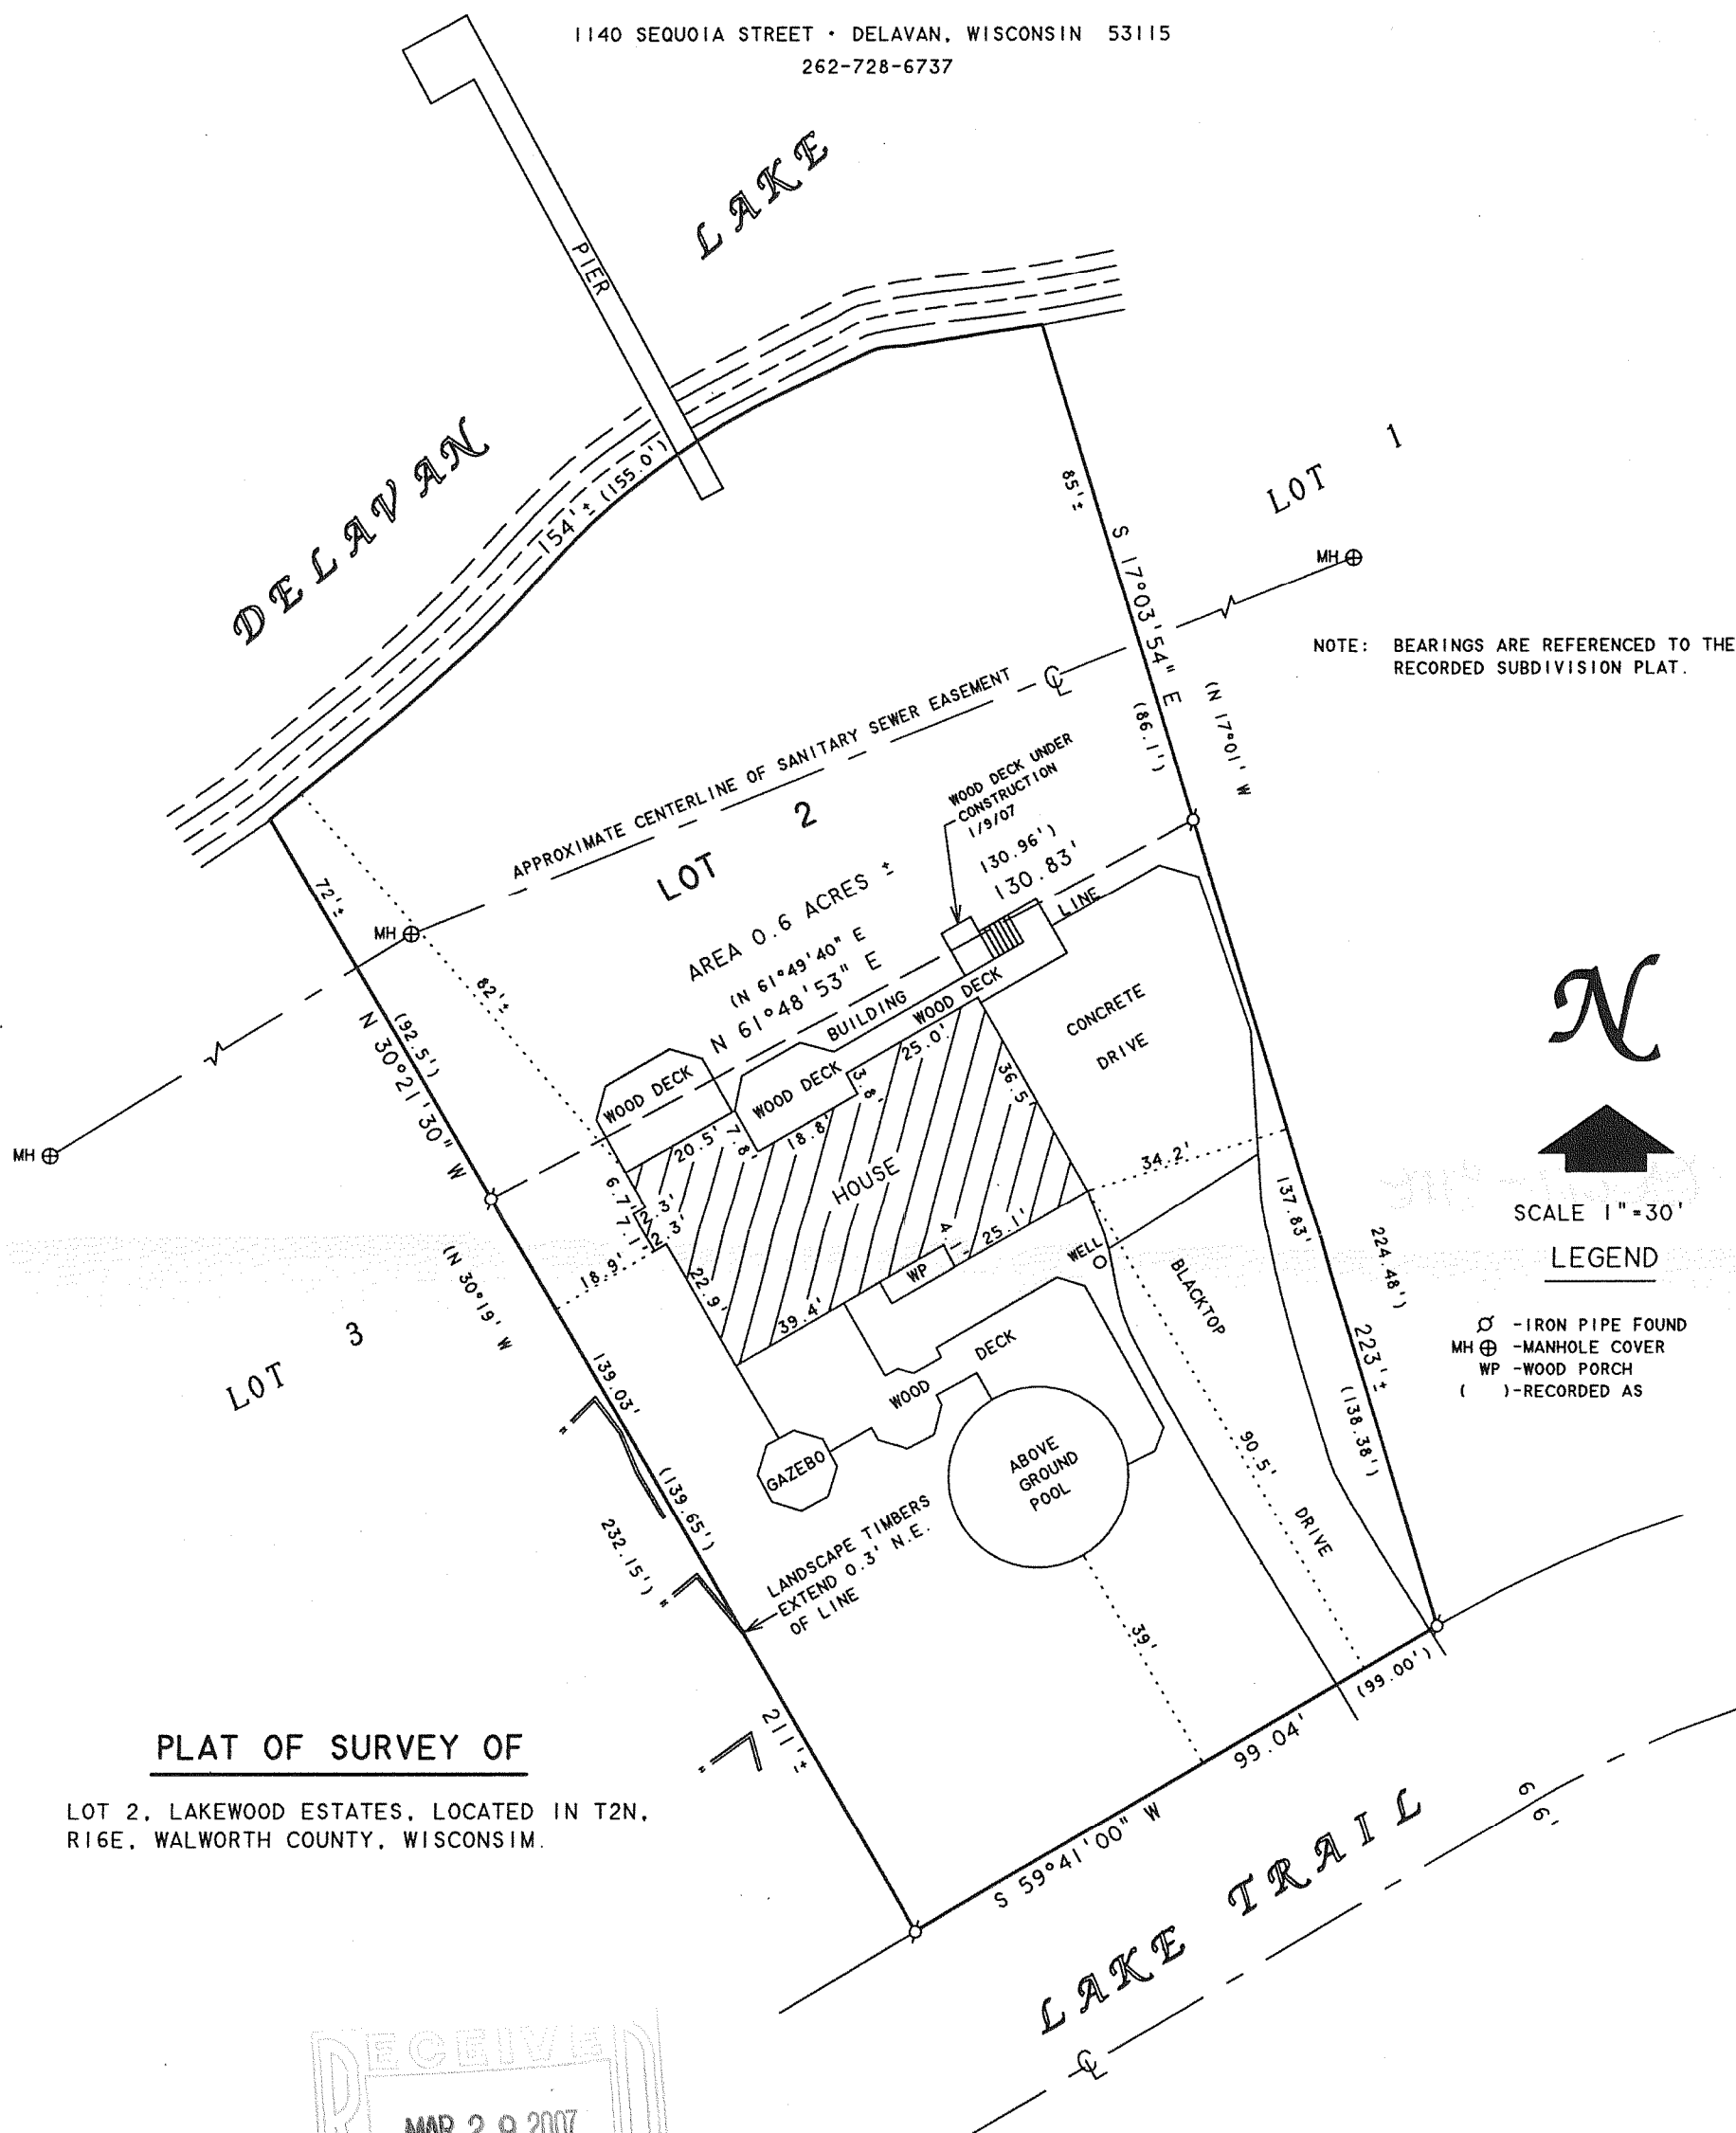 1140 SEQUOIA STREET • DELAVAN, WISCONSIN 53115
262-728-6737
DELAVAN LAKE
PIER
154'± (155.0')
85'±
S 17°03'54" E
(86.1')
(N 17°01' W
LOT 1
MH
NOTE: BEARINGS ARE REFERENCED TO THE
RECORDED SUBDIVISION PLAT.
APPROXIMATE CENTERLINE OF SANITARY SEWER EASEMENT
LOT 2
AREA 0.6 ACRES ±
(N 61°49'40" E
N 61°48'53" E
130.96')
130.83'
WOOD DECK UNDER
CONSTRUCTION
1/9/07
BUILDING LINE
72'±
MH
MH
82'±
(92.5')
N 30°21'30" W
(N 30°19' W
WOOD DECK
WOOD DECK
WOOD DECK
CONCRETE
DRIVE
25.0'
3.8'
18.8'
7.8'
20.5'
36.5'
HOUSE
6.7'
2.3'
7.1'
2.3'
18.9'
22.9'
39.4'
WP
4'
25.1'
34.2'
WELL
137.83'
224.48')
223'±
(138.38')
BLACKTOP
DRIVE
90.5'
LOT 3
139.03'
(139.65')
232.15')
211'±
WOOD DECK
GAZEBO
ABOVE
GROUND
POOL
39'
LANDSCAPE TIMBERS
EXTEND 0.3' N.E.
OF LINE
(99.00')
99.04'
S 59°41'00" W
LAKE TRAIL
66'
N
SCALE 1"=30'
LEGEND
-IRON PIPE FOUND
MH -MANHOLE COVER
WP -WOOD PORCH
( )-RECORDED AS
PLAT OF SURVEY OF
LOT 2, LAKEWOOD ESTATES, LOCATED IN T2N,
R16E, WALWORTH COUNTY, WISCONSIM.
RECEIVED
MAR 29 2007